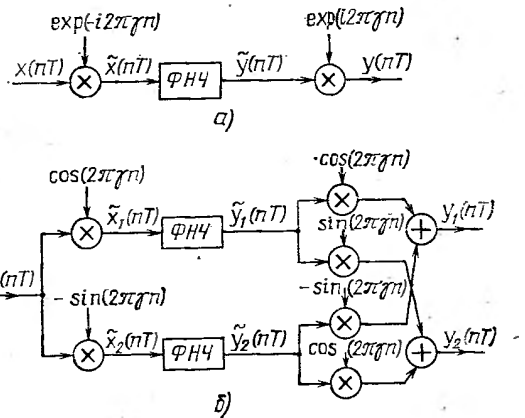 exp(-i2πγn) exp(i2πγn)
x(nT) x̃(nT) ФНЧ ỹ(nT) y(nT)
а)
cos(2πγn) ·cos(2πγn)
x̃₁(nT) ФНЧ ỹ₁(nT) sin(2πγn) y₁(nT)
(nT)
-sin(2πγn) -sin(2πγn)
x̃₂(nT) ФНЧ ỹ₂(nT) cos(2πγn) y₂(nT)
б)